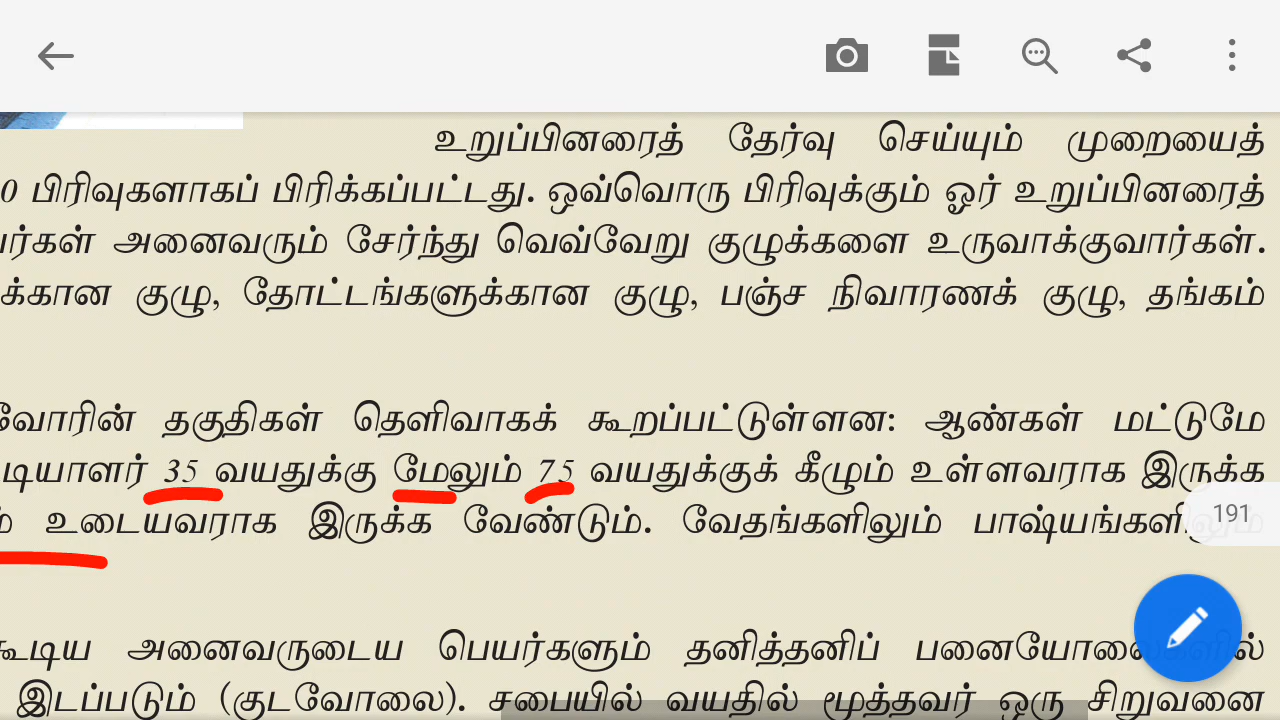 உறுப்பினரைத் தேர்வு செய்யும் முறையைத்
0 பிரிவுகளாகப் பிரிக்கப்பட்டது. ஒவ்வொரு பிரிவுக்கும் ஓர் உறுப்பினரைத்
ர்கள் அனைவரும் சேர்ந்து வெவ்வேறு குழுக்களை உருவாக்குவார்கள்.
க்கான குழு, தோட்டங்களுக்கான குழு, பஞ்ச நிவாரணக் குழு, தங்கம்
வோரின் தகுதிகள் தெளிவாகக் கூறப்பட்டுள்ளன: ஆண்கள் மட்டுமே
டியாளர் 35 வயதுக்கு மேலும் 75 வயதுக்குக் கீழும் உள்ளவராக இருக்க
ம் உடையவராக இருக்க வேண்டும். வேதங்களிலும் பாஷ்யங்களிலும்
191
கூடிய அனைவருடைய பெயர்களும் தனித்தனிப் பனையோலைகளில்
இடப்படும் (குடவோலை). சபையில் வயதில் மூத்தவர் ஒரு சிறுவனை